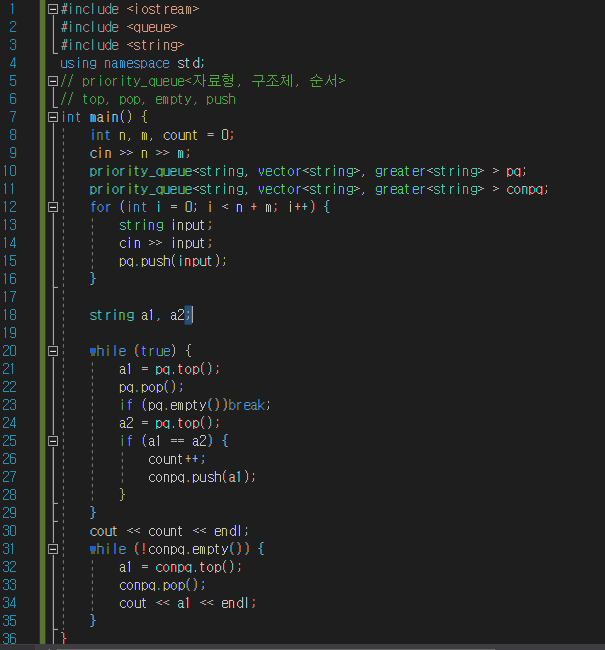 1 #include <iostream>
2 #include <queue>
3 #include <string>
4 using namespace std;
5 // priority_queue<자료형, 구조체, 순서>
6 // top, pop, empty, push
7 int main() {
8 int n, m, count = 0;
9 cin >> n >> m;
10 priority_queue<string, vector<string>, greater<string> > pq;
11 priority_queue<string, vector<string>, greater<string> > conpq;
12 for (int i = 0; i < n + m; i++) {
13 string input;
14 cin >> input;
15 pq.push(input);
16 }
17
18 string a1, a2;
19
20 while (true) {
21 a1 = pq.top();
22 pq.pop();
23 if (pq.empty())break;
24 a2 = pq.top();
25 if (a1 == a2) {
26 count++;
27 conpq.push(a1);
28 }
29 }
30 cout << count << endl;
31 while (!conpq.empty()) {
32 a1 = conpq.top();
33 conpq.pop();
34 cout << a1 << endl;
35 }
36 }